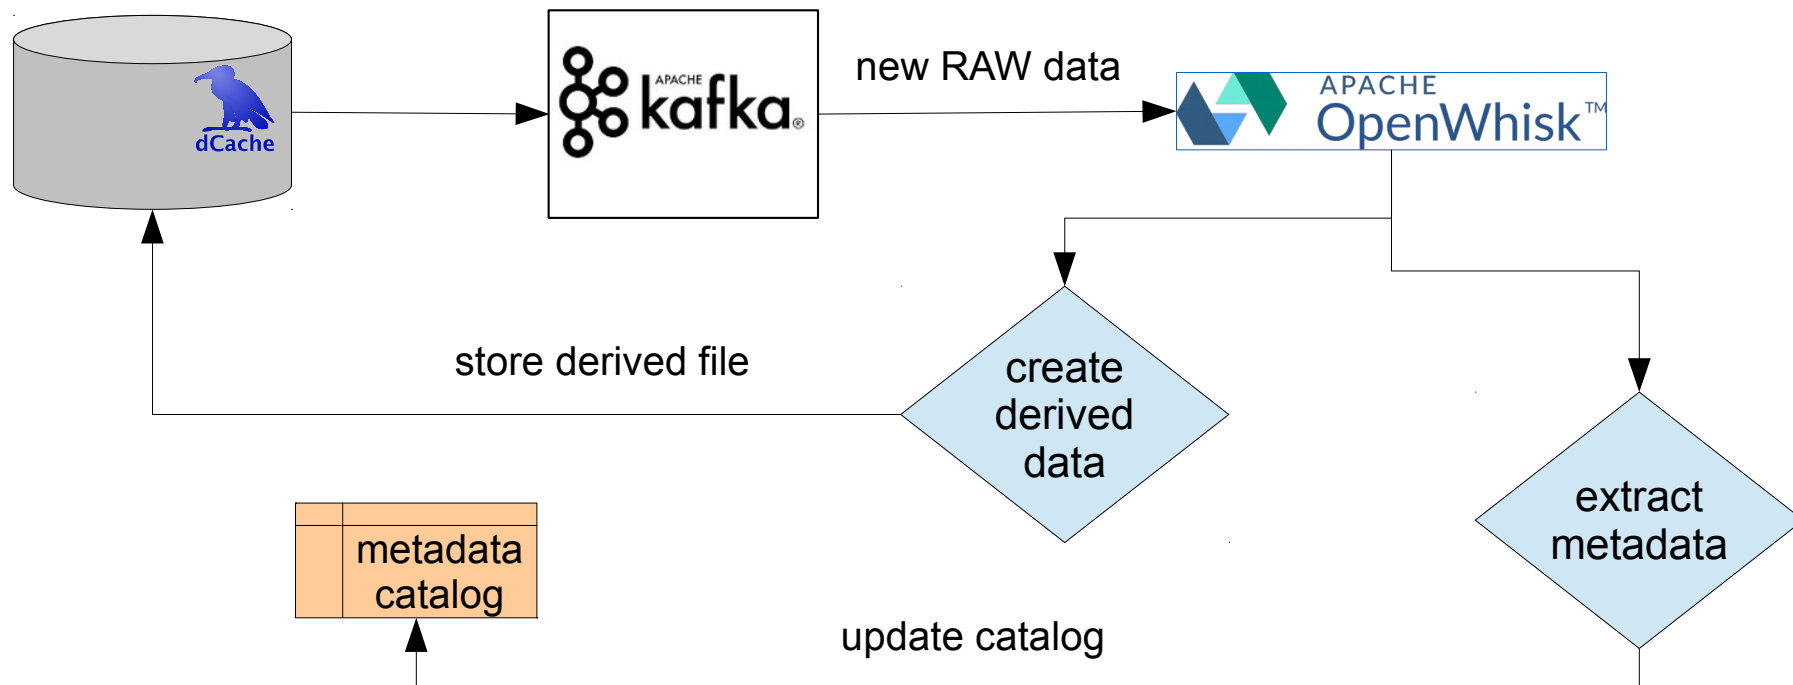 dCache
APACHE
kafka®
new RAW data
APACHE
OpenWhisk™
store derived file
create
derived
data
extract
metadata
metadata
catalog
update catalog